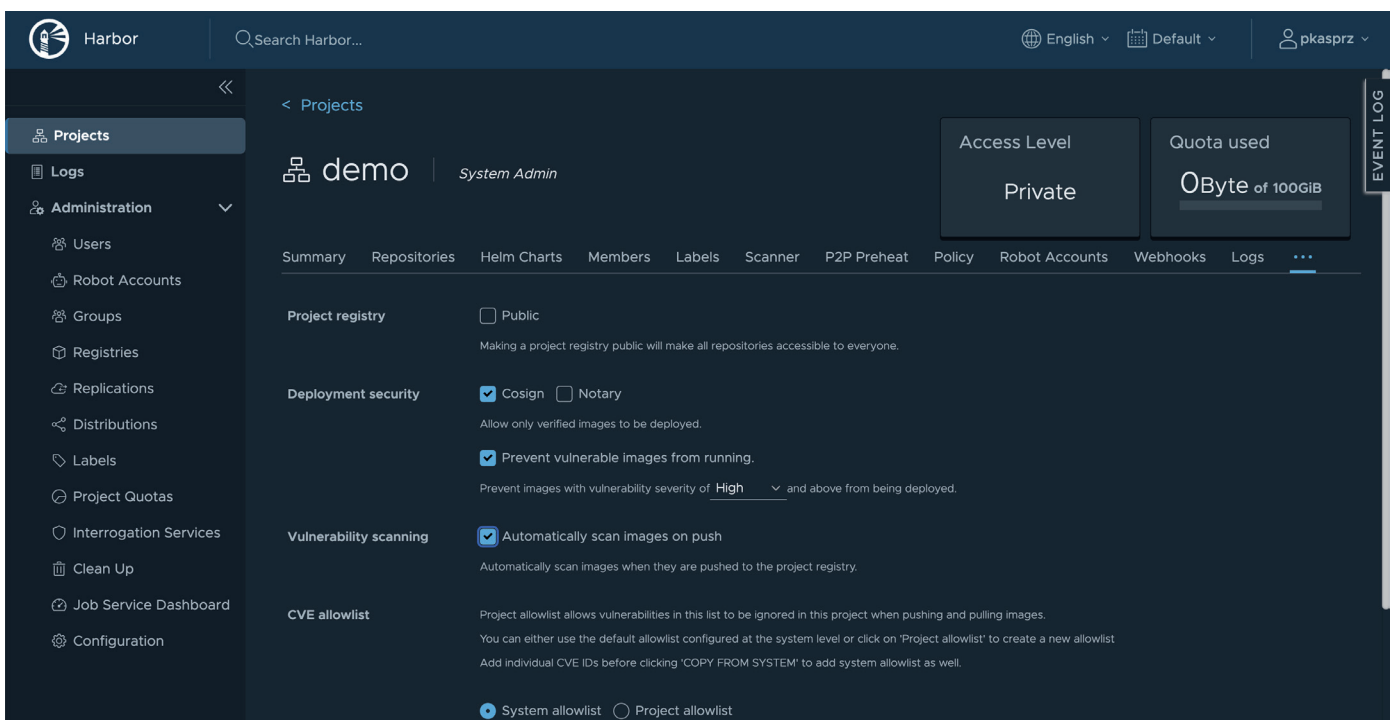 Harbor
Search Harbor...
English
Default
pkasprz
EVENT LOG
Projects
Logs
Administration
Users
Robot Accounts
Groups
Registries
Replications
Distributions
Labels
Project Quotas
Interrogation Services
Clean Up
Job Service Dashboard
Configuration
< Projects
demo System Admin
Access Level
Private
Quota used
0Byte of 100GiB
Summary Repositories Helm Charts Members Labels Scanner P2P Preheat Policy Robot Accounts Webhooks Logs ...
Project registry Public
Making a project registry public will make all repositories accessible to everyone.
Deployment security Cosign Notary
Allow only verified images to be deployed.
Prevent vulnerable images from running.
Prevent images with vulnerability severity of High and above from being deployed.
Vulnerability scanning Automatically scan images on push
Automatically scan images when they are pushed to the project registry.
CVE allowlist Project allowlist allows vulnerabilities in this list to be ignored in this project when pushing and pulling images.
You can either use the default allowlist configured at the system level or click on 'Project allowlist' to create a new allowlist
Add individual CVE IDs before clicking 'COPY FROM SYSTEM' to add system allowlist as well.
System allowlist Project allowlist